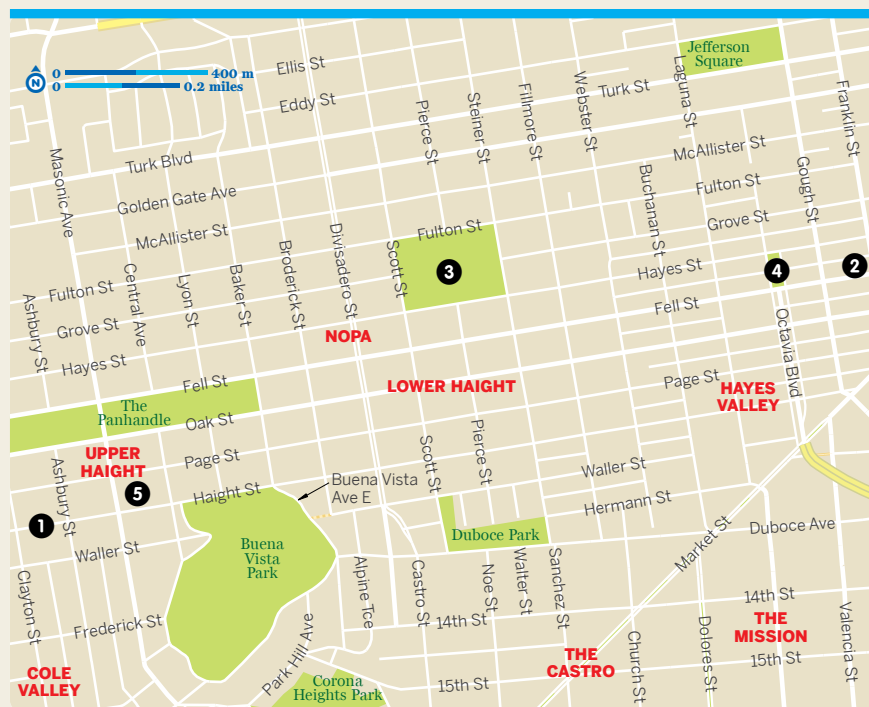 Jefferson
Square
Ellis St
0 400 m
0 0.2 miles
N
Eddy St
Laguna St
Turk St
Webster St
Fillmore St
Steiner St
Pierce St
Franklin St
Masonic Ave
Turk Blvd
McAllister St
Golden Gate Ave
Fulton St
Gough St
Buchanan St
McAllister St
Grove St
Fulton St
Divisadero St
Scott St
Broderick St
Baker St
Lyon St
Central Ave
3
Hayes St
4
2
Fulton St
Ashbury St
Grove St
Fell St
Octavia Blvd
NOPA
Hayes St
Fell St
LOWER HAIGHT
Page St
HAYES
VALLEY
The
Panhandle
Oak St
UPPER
HAIGHT
Page St
Scott St
Pierce St
Waller St
Buena Vista
Ave E
5
Haight St
Ashbury St
Hermann St
1
Duboce Park
Duboce Ave
Waller St
Buena
Vista
Park
Market St
Clayton St
Alpine Tce
Castro St
Noe St
Walter St
Sanchez St
14th St
Frederick St
14th St
Park Hill Ave
THE
MISSION
Church St
Dolores St
Valencia St
COLE
VALLEY
THE
CASTRO
15th St
Corona
Heights Park
15th St